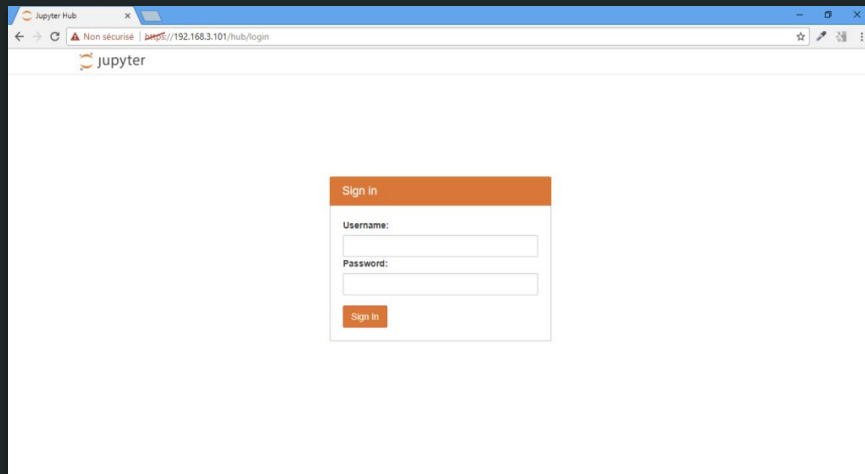 Jupyter Hub
Non sécurisé | https://192.168.3.101/hub/login
jupyter
Sign in
Username:
Password:
Sign In